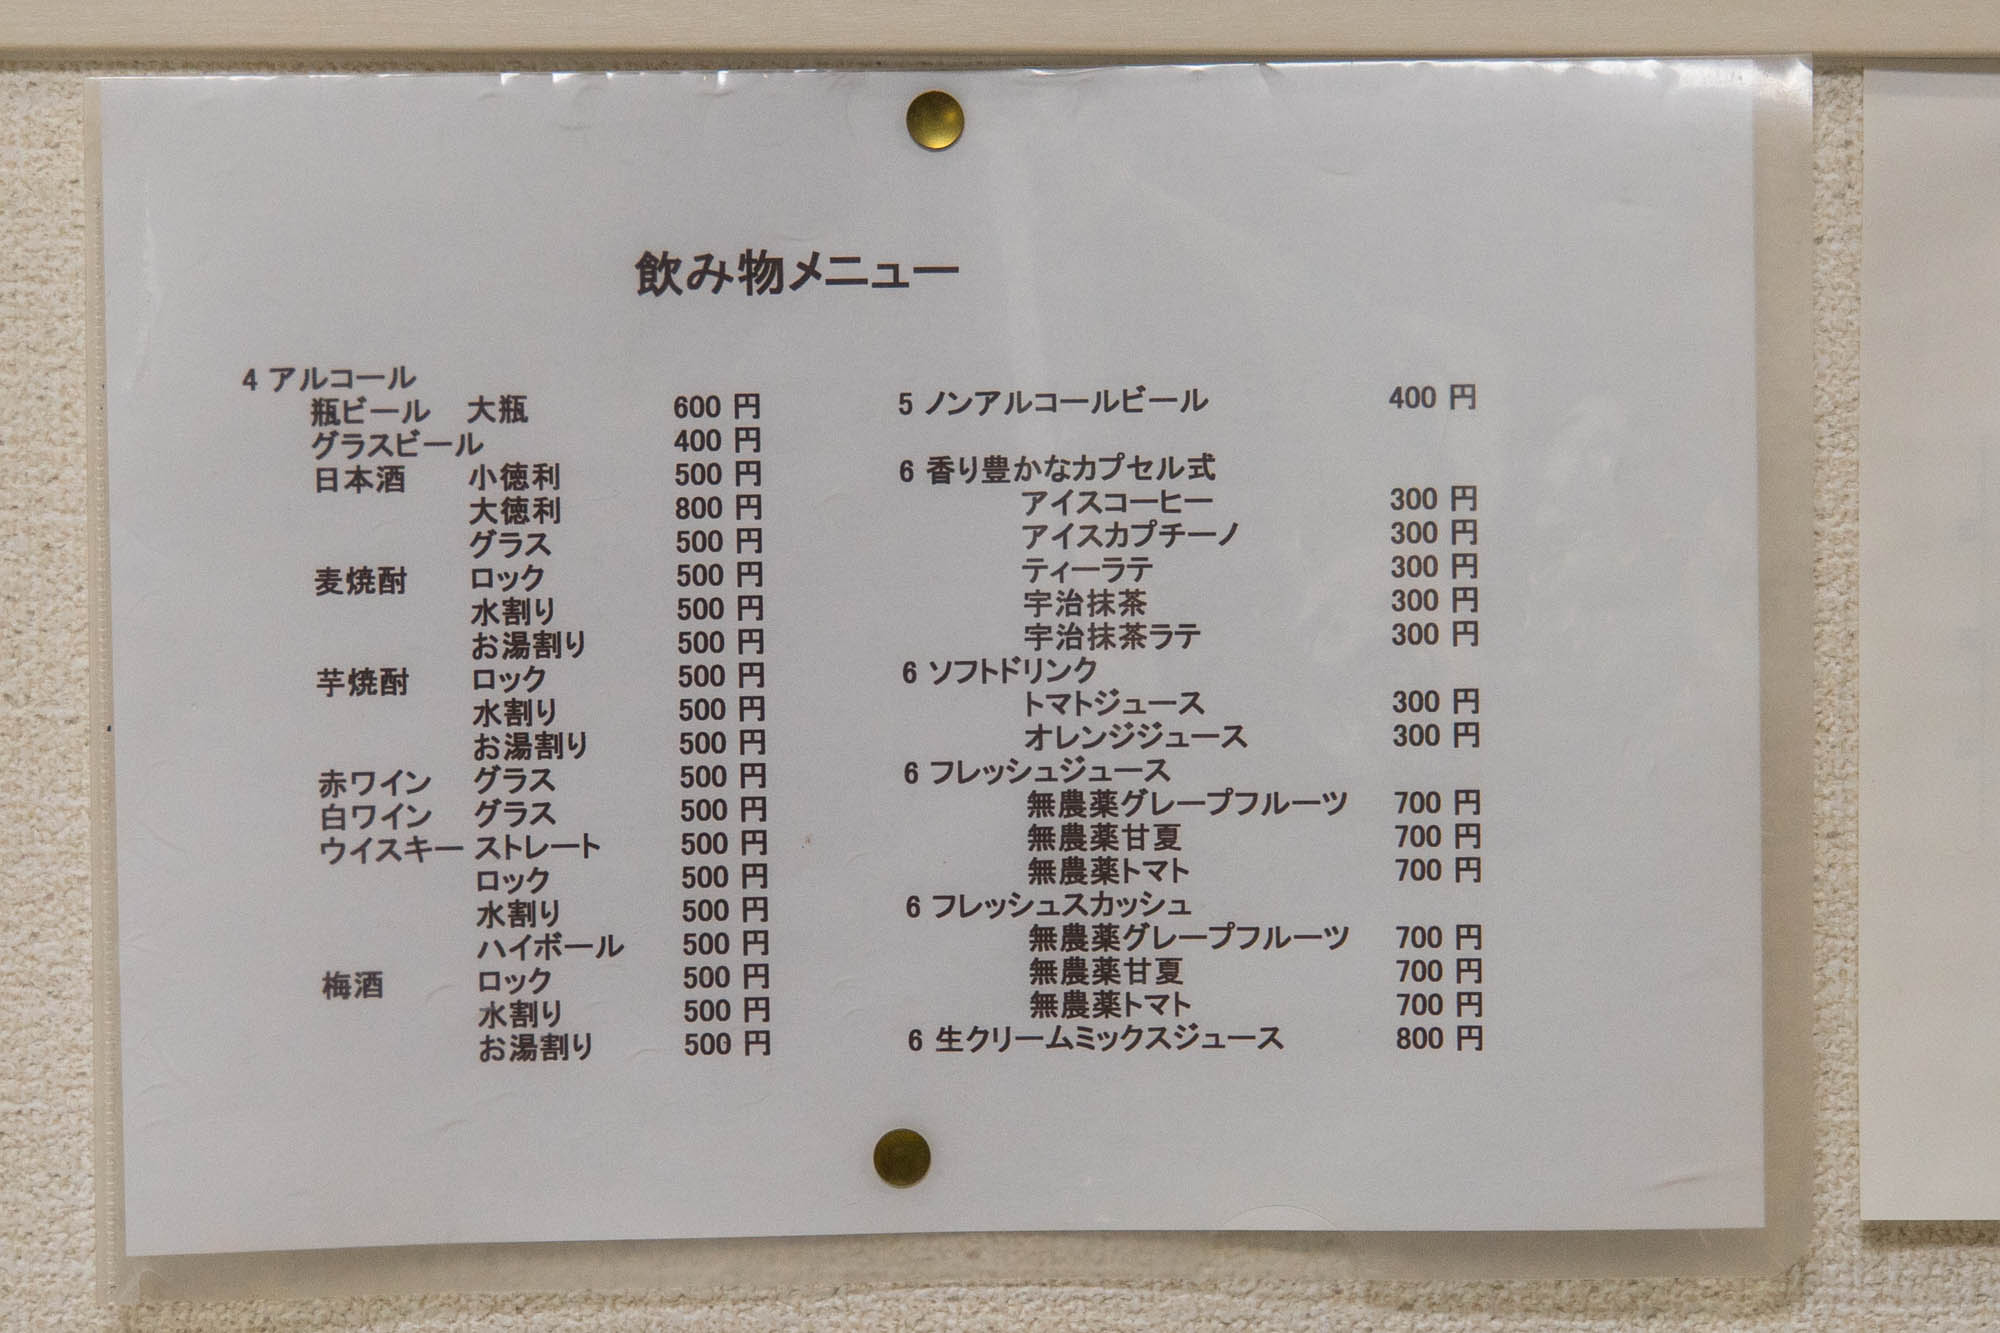 飲み物メニュー
4 アルコール
瓶ビール 大瓶 600 円
グラスビール 400 円
日本酒 小徳利 500 円
大徳利 800 円
グラス 500 円
麦焼酎 ロック 500 円
水割り 500 円
お湯割り 500 円
芋焼酎 ロック 500 円
水割り 500 円
お湯割り 500 円
赤ワイン グラス 500 円
白ワイン グラス 500 円
ウイスキー ストレート 500 円
ロック 500 円
水割り 500 円
ハイボール 500 円
梅酒 ロック 500 円
水割り 500 円
お湯割り 500 円
5 ノンアルコールビール 400 円
6 香り豊かなカプセル式
アイスコーヒー 300 円
アイスカプチーノ 300 円
ティーラテ 300 円
宇治抹茶 300 円
宇治抹茶ラテ 300 円
6 ソフトドリンク
トマトジュース 300 円
オレンジジュース 300 円
6 フレッシュジュース
無農薬グレープフルーツ 700 円
無農薬甘夏 700 円
無農薬トマト 700 円
6 フレッシュスカッシュ
無農薬グレープフルーツ 700 円
無農薬甘夏 700 円
無農薬トマト 700 円
6 生クリームミックスジュース 800 円